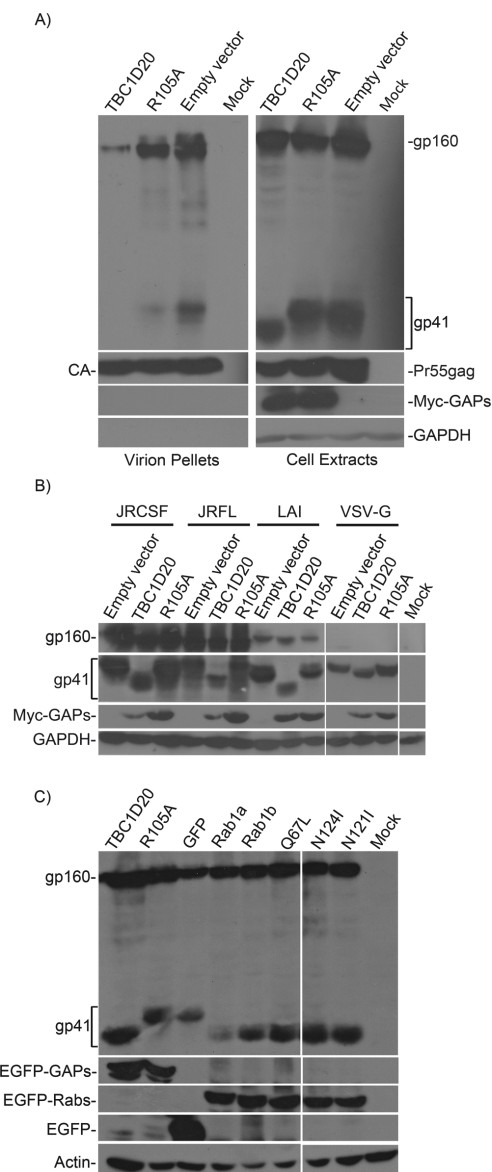 A)
TBC1D20 R105A Empty vector Mock TBC1D20 R105A Empty vector Mock
-gp160
gp41
CA- -Pr55gag
-Myc-GAPs
-GAPDH
Virion Pellets Cell Extracts
B)
JRCSF JRFL LAI VSV-G
Empty vector TBC1D20 R105A Empty vector TBC1D20 R105A Empty vector TBC1D20 R105A Empty vector TBC1D20 R105A Mock
gp160-
gp41
Myc-GAPs-
GAPDH-
C)
TBC1D20 R105A GFP Rab1a Rab1b Q67L N124I N121I Mock
gp160-
gp41
EGFP-GAPs
EGFP-Rabs
EGFP-
Actin-